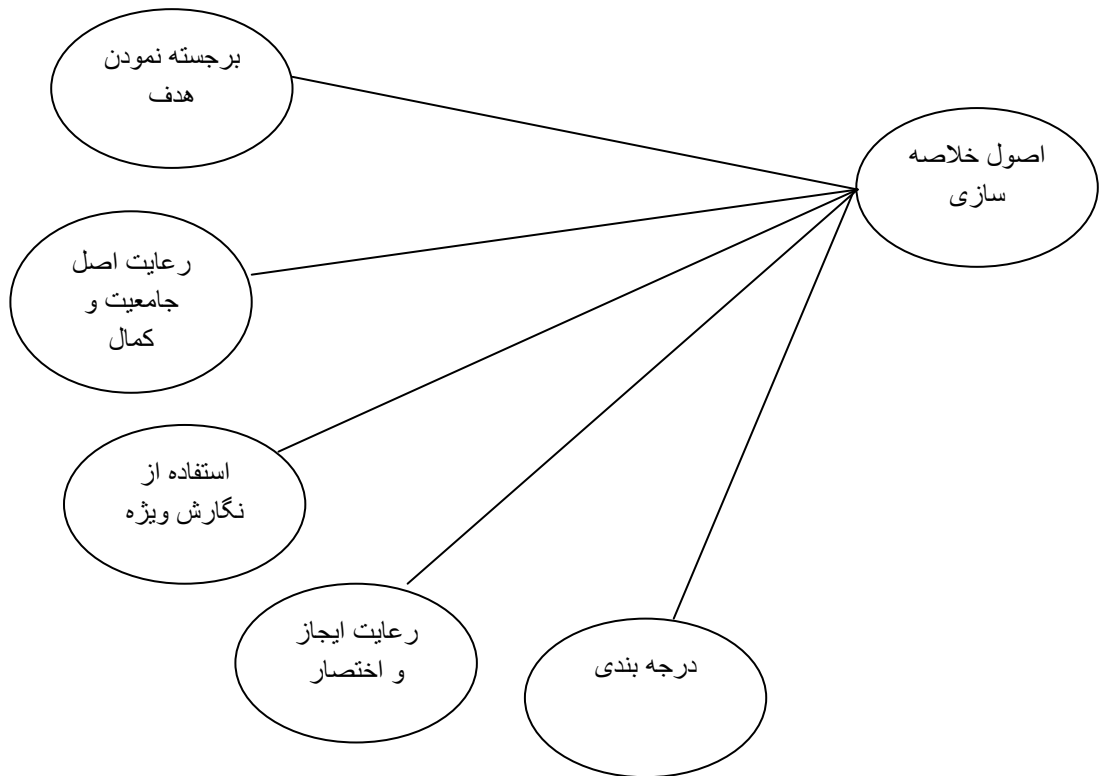 اصول خلاصه
سازی
برجسته نمودن
هدف
رعایت اصل
جامعیت و
کمال
استفاده از
نگارش ویژه
رعایت ایجاز
و اختصار
درجه بندی